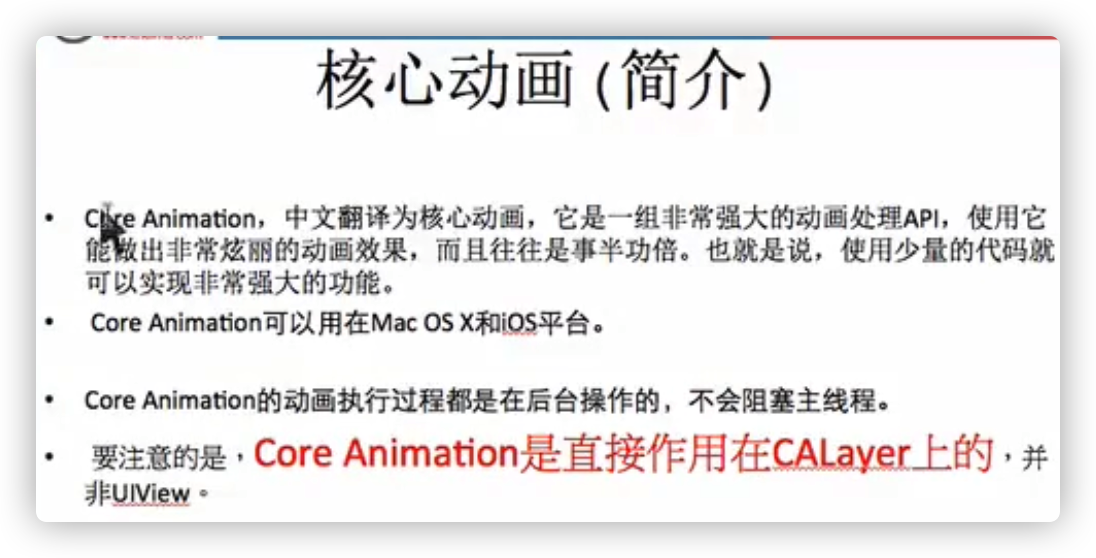 核心动画(简介)
• Core Animation，中文翻译为核心动画，它是一组非常强大的动画处理API，使用它
能做出非常炫丽的动画效果，而且往往是事半功倍。也就是说，使用少量的代码就
可以实现非常强大的功能。
• Core Animation可以用在Mac OS X和iOS平台。
• Core Animation的动画执行过程都是在后台操作的，不会阻塞主线程。
• 要注意的是，Core Animation是直接作用在CALayer上的，并
非UIView。